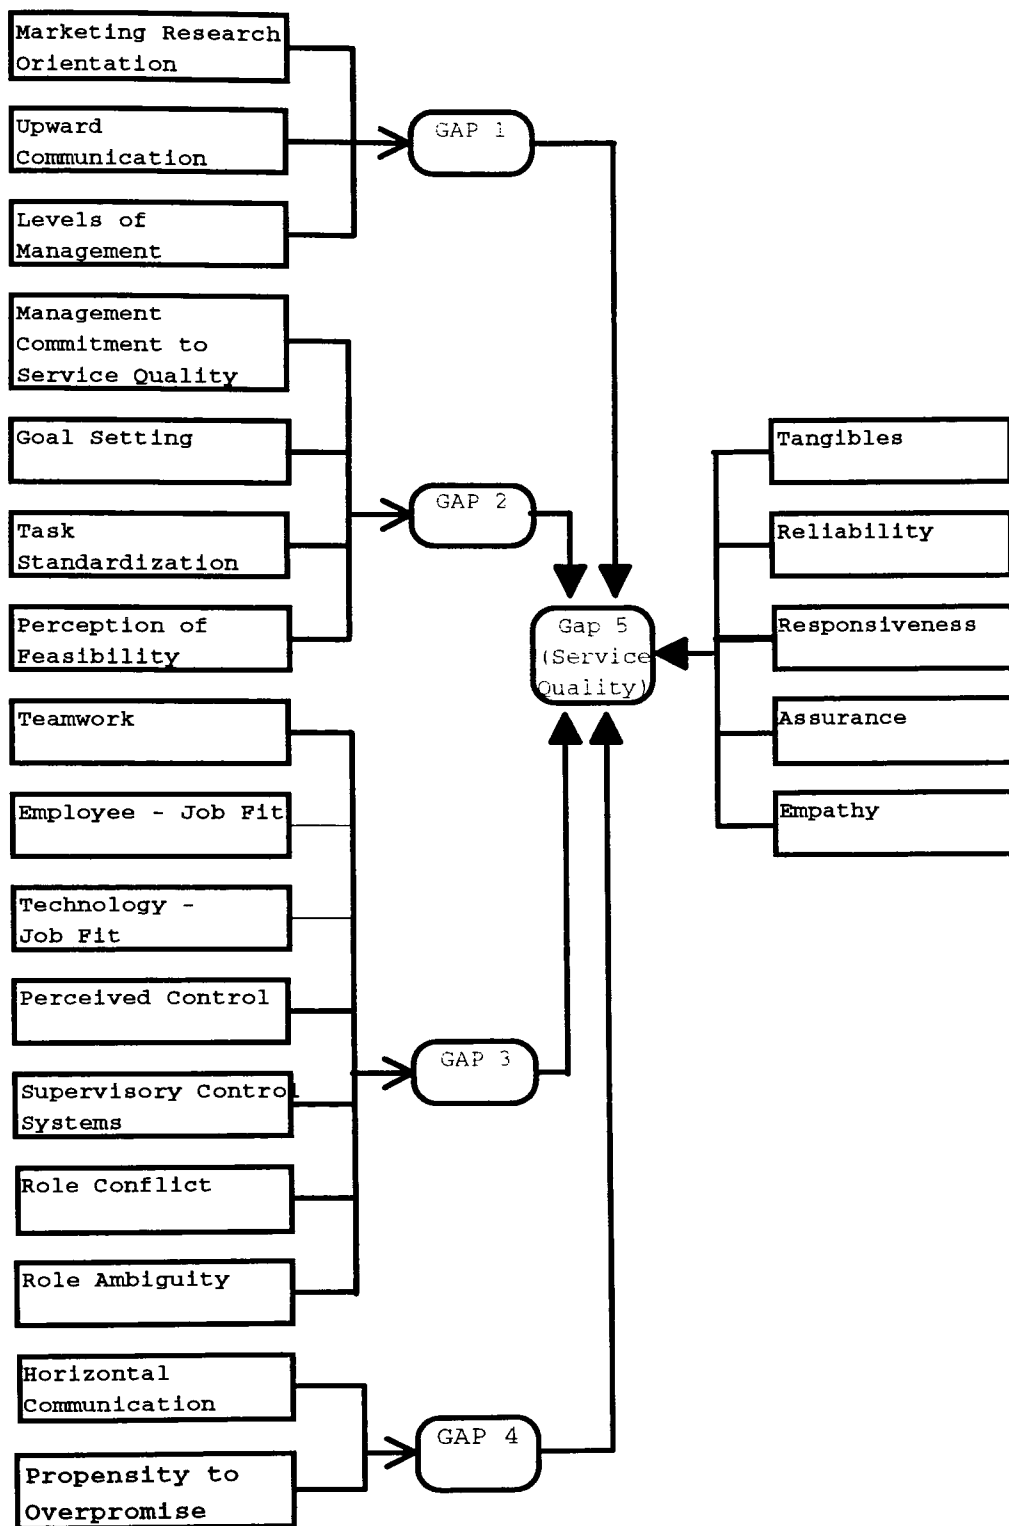 Marketing Research
Orientation
Upward
Communication
Levels of
Management
Management
Commitment to
Service Quality
Goal Setting
Task
Standardization
Perception of
Feasibility
Teamwork
Employee - Job Fit
Technology -
Job Fit
Perceived Control
Supervisory Control
Systems
Role Conflict
Role Ambiguity
Horizontal
Communication
Propensity to
Overpromise
GAP 1
GAP 2
GAP 3
GAP 4
Gap 5
(Service
Quality)
Tangibles
Reliability
Responsiveness
Assurance
Empathy